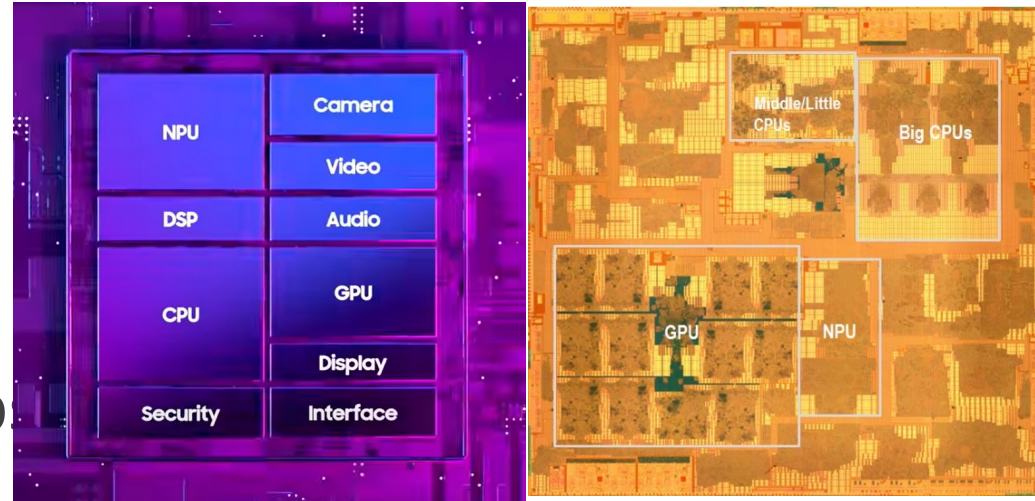 NPU
Camera
Video
DSP
Audio
CPU
GPU
Display
Security
Interface
Middle/Little
CPUs
Big CPUs
GPU
NPU